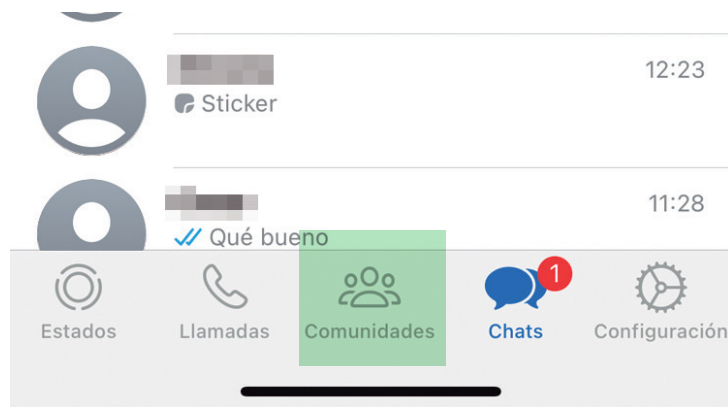 12:23
Sticker
11:28
Qué bueno
1
Estados Llamadas Comunidades Chats Configuración